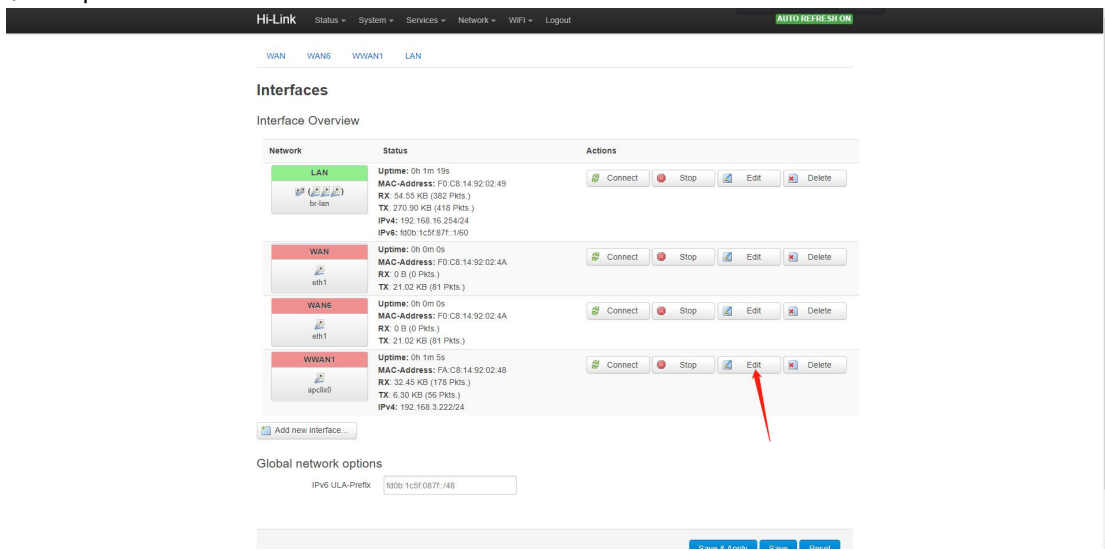 Hi-Link Status System Services Network WiFi Logout AUTO REFRESH ON
WAN WAN6 WWAN1 LAN
Interfaces
Interface Overview
Network Status Actions
LAN
br-lan
Uptime: 0h 1m 19s
MAC-Address: F0:C8:14:92:02:49
RX: 54.55 KB (382 Pkts.)
TX: 270.90 KB (418 Pkts.)
IPv4: 192.168.16.254/24
IPv6: fd0b:1c5f:87f::1/60
Connect Stop Edit Delete
WAN
eth1
Uptime: 0h 0m 0s
MAC-Address: F0:C8:14:92:02:4A
RX: 0 B (0 Pkts.)
TX: 21.02 KB (81 Pkts.)
Connect Stop Edit Delete
WAN6
eth1
Uptime: 0h 0m 0s
MAC-Address: F0:C8:14:92:02:4A
RX: 0 B (0 Pkts.)
TX: 21.02 KB (81 Pkts.)
Connect Stop Edit Delete
WWAN1
apclix0
Uptime: 0h 1m 5s
MAC-Address: FA:C8:14:92:02:48
RX: 32.45 KB (178 Pkts.)
TX: 6.30 KB (56 Pkts.)
IPv4: 192.168.3.222/24
Connect Stop Edit Delete
Add new interface...
Global network options
IPv6 ULA-Prefix fd0b:1c5f:087f::/48
Save & Apply Save Reset